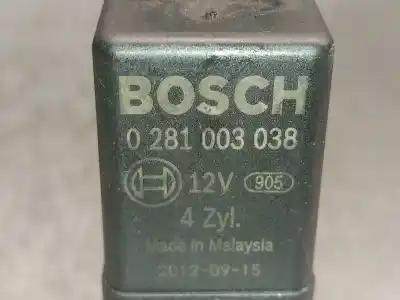 BOSCH
0 281 003 038
12V 905
4 Zyl.
Made in Malaysia
2012-09-15